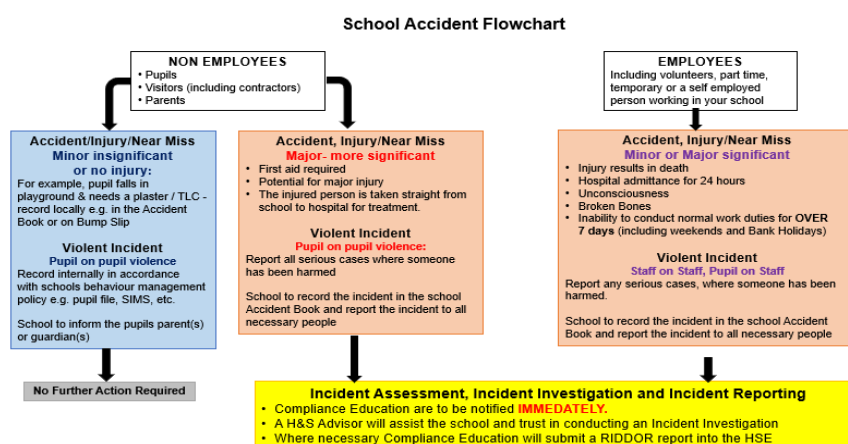 School Accident Flowchart
NON EMPLOYEES
• Pupils
• Visitors (including contractors)
• Parents
EMPLOYEES
Including volunteers, part time,
temporary or a self employed
person working in your school
Accident/Injury/Near Miss
Minor insignificant
or no injury:
For example, pupil falls in
playground & needs a plaster / TLC -
record locally e.g. in the Accident
Book or on Bump Slip
Violent Incident
Pupil on pupil violence
Record internally in accordance
with schools behaviour management
policy e.g. pupil file, SIMS, etc.
School to inform the pupils parent(s)
or guardian(s)
Accident, Injury/Near Miss
Major- more significant
• First aid required
• Potential for major injury
• The injured person is taken straight from
school to hospital for treatment.
Violent Incident
Pupil on pupil violence:
Report all serious cases where someone
has been harmed
School to record the incident in the school
Accident Book and report the incident to all
necessary people
Accident, Injury/Near Miss
Minor or Major significant
• Injury results in death
• Hospital admittance for 24 hours
• Unconsciousness
• Broken Bones
• Inability to conduct normal work duties for OVER
7 days (including weekends and Bank Holidays)
Violent Incident
Staff on Staff, Pupil on Staff
Report any serious cases, where someone has been
harmed.
School to record the incident in the school Accident
Book and report the incident to all necessary people
No Further Action Required
Incident Assessment, Incident Investigation and Incident Reporting
• Compliance Education are to be notified IMMEDATELY.
• A H&S Advisor will assist the school and trust in conducting an Incident Investigation
• Where necessary Compliance Education will submit a RIDDOR report into the HSE